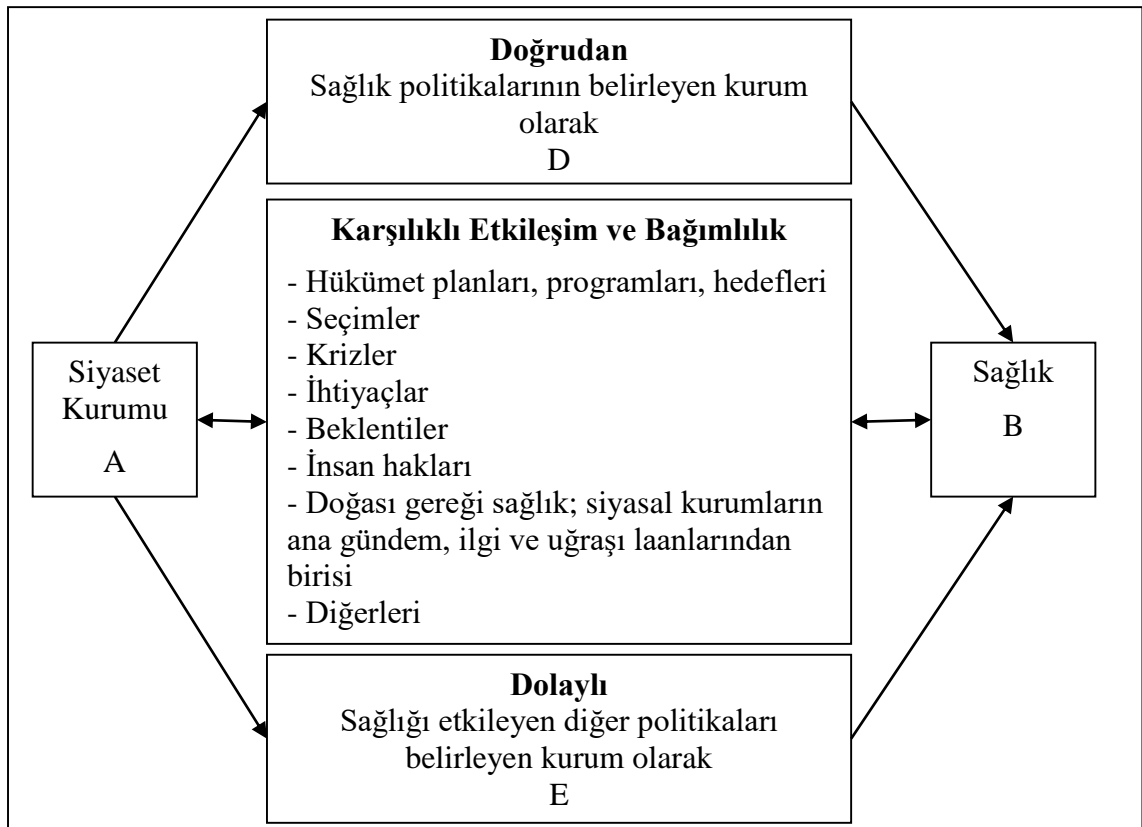 Doğrudan
Sağlık politikalarının belirleyen kurum
olarak
D
Karşılıklı Etkileşim ve Bağımlılık
- Hükümet planları, programları, hedefleri
- Seçimler
- Krizler
- İhtiyaçlar
- Beklentiler
- İnsan hakları
- Doğası gereği sağlık; siyasal kurumların
ana gündem, ilgi ve uğraşı laanlarından
birisi
- Diğerleri
Siyaset
Kurumu
A
Sağlık
B
Dolaylı
Sağlığı etkileyen diğer politikaları
belirleyen kurum olarak
E